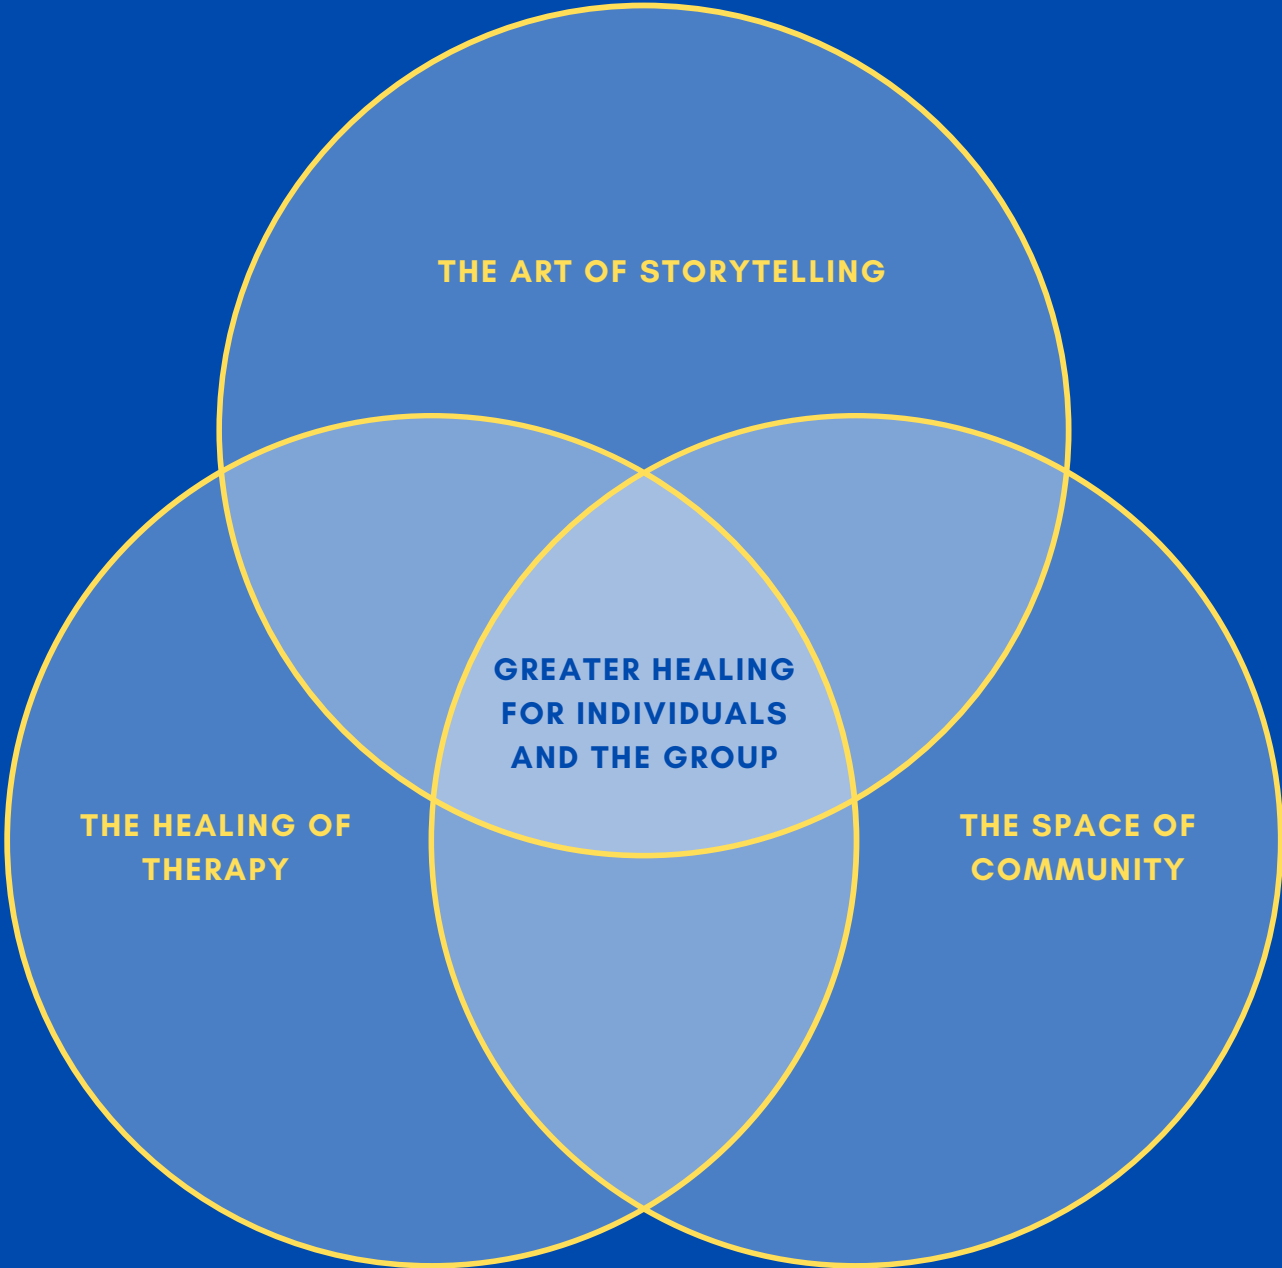 THE ART OF STORYTELLING
GREATER HEALING
FOR INDIVIDUALS
AND THE GROUP
THE HEALING OF
THERAPY
THE SPACE OF
COMMUNITY